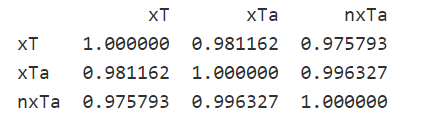 xT xTa nxTa
xT 1.000000 0.981162 0.975793
xTa 0.981162 1.000000 0.996327
nxTa 0.975793 0.996327 1.000000